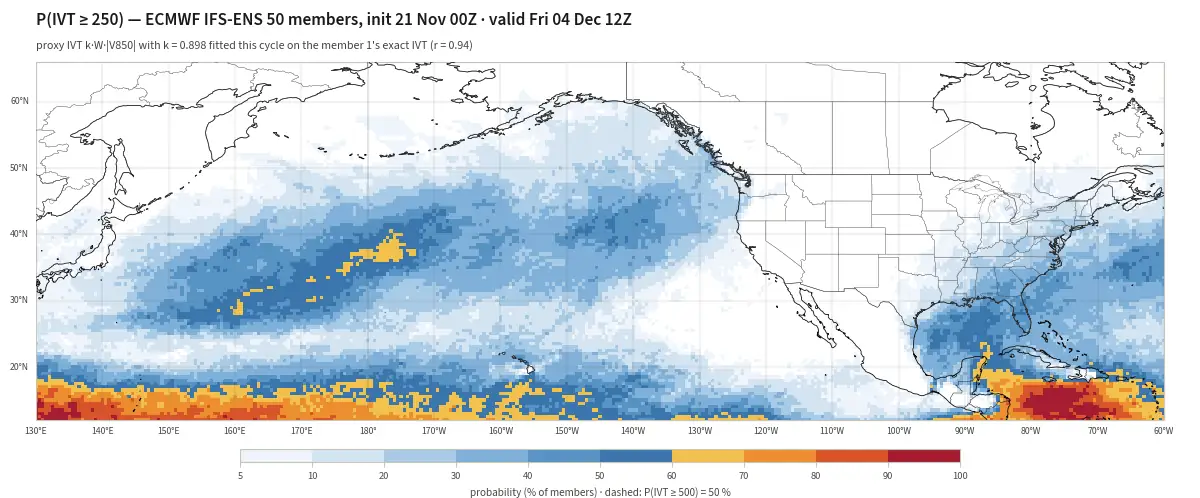 P(IVT ≥ 250) — ECMWF IFS-ENS 50 members, init 21 Nov 00Z · valid Fri 04 Dec 12Z
proxy IVT k·W·|V850| with k = 0.898 fitted this cycle on the member 1's exact IVT (r = 0.94)
60°N
50°N
40°N
30°N
20°N
130°E 140°E 150°E 160°E 170°E 180° 170°W 160°W 150°W 140°W 130°W 120°W 110°W 100°W 90°W 80°W 70°W 60°W
5 10 20 30 40 50 60 70 80 90 100
probability (% of members) · dashed: P(IVT ≥ 500) = 50 %